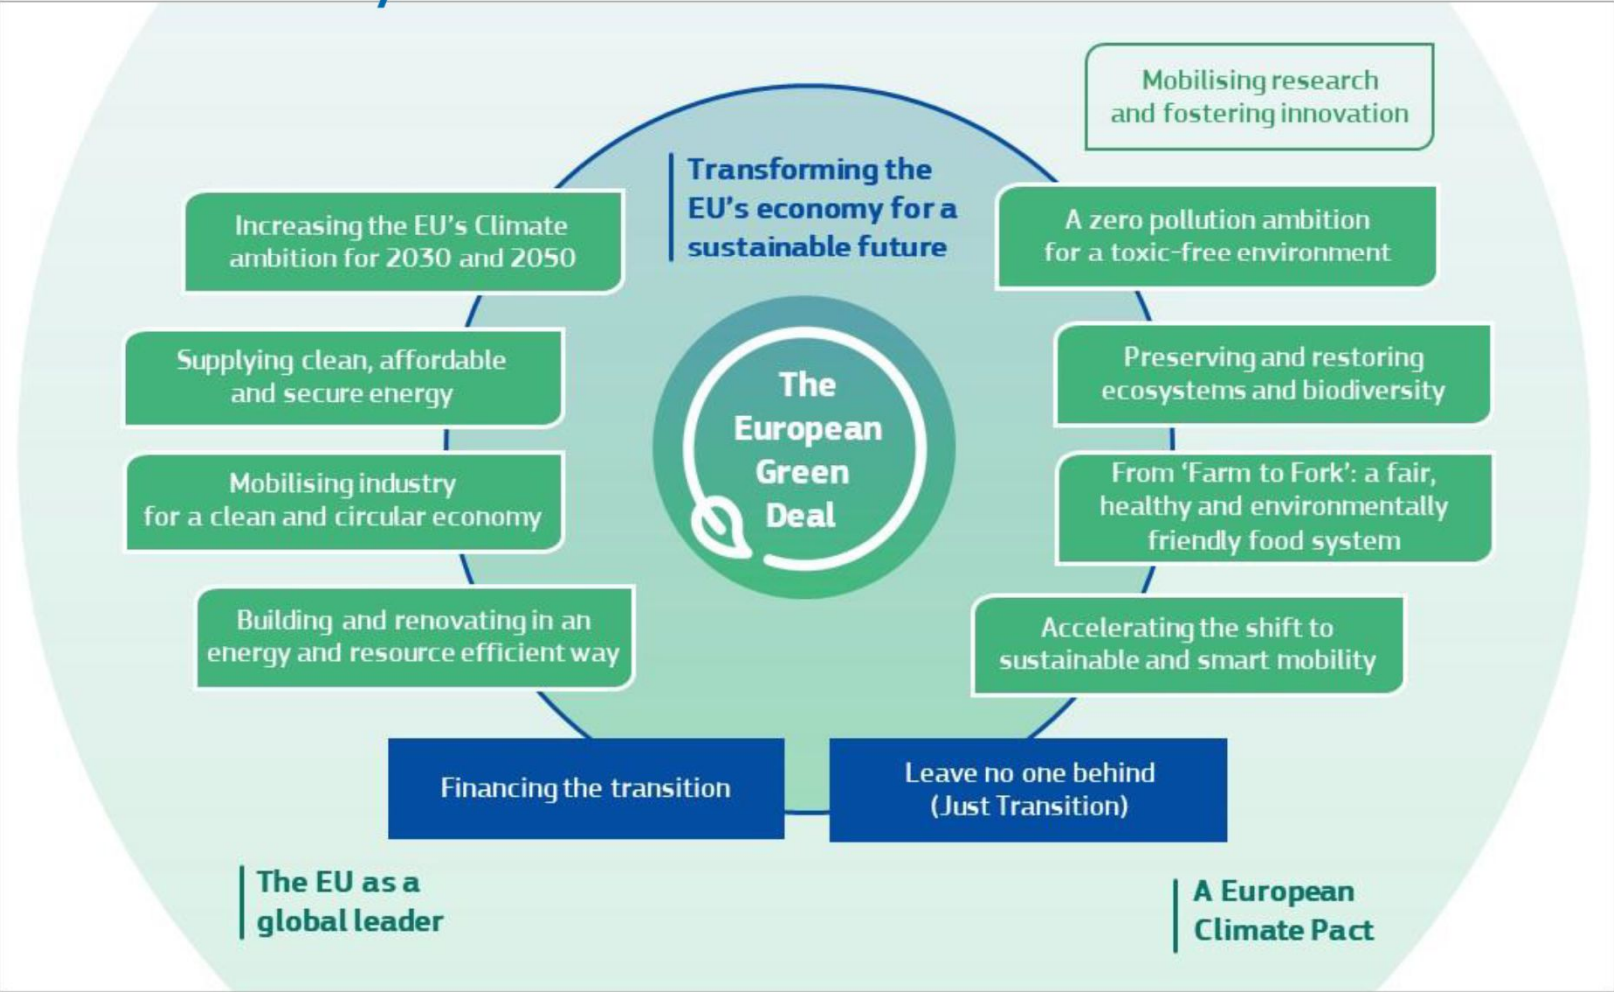 Mobilising research
and fostering innovation
Transforming the
EU's economy for a
sustainable future
Increasing the EU's Climate
ambition for 2030 and 2050
Supplying clean, affordable
and secure energy
Mobilising industry
for a clean and circular economy
Building and renovating in an
energy and resource efficient way
The
European
Green
Deal
A zero pollution ambition
for a toxic-free environment
Preserving and restoring
ecosystems and biodiversity
From ‘Farm to Fork’: a fair,
healthy and environmentally
friendly food system
Accelerating the shift to
sustainable and smart mobility
Financing the transition
Leave no one behind
(Just Transition)
The EU as a
global leader
A European
Climate Pact